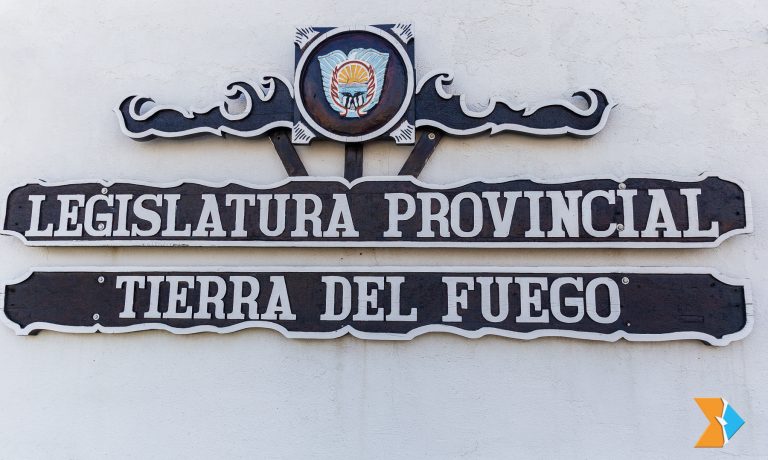 LEGISLATURA PROVINCIAL
TIERRA DEL FUEGO